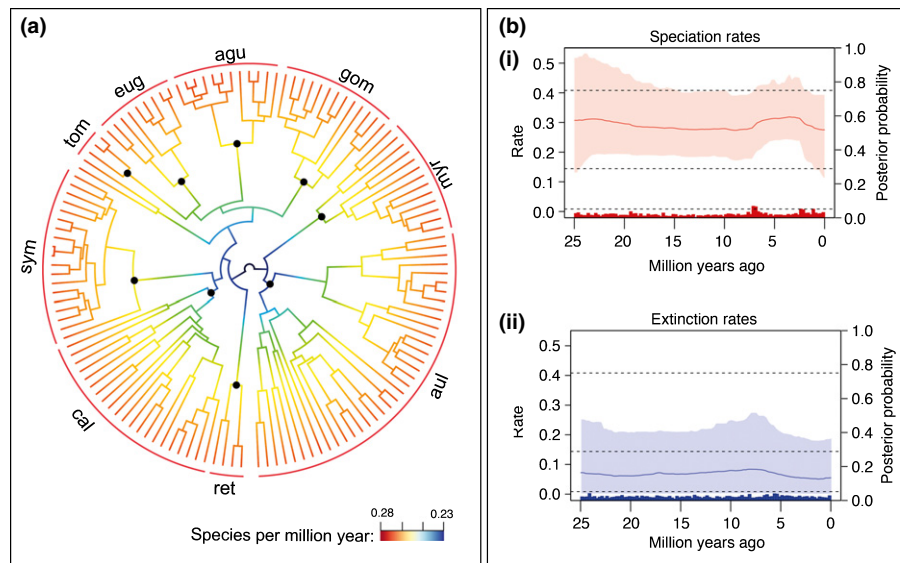 (a)
agu
eug
gom
tom
myr
sym
cal
aul
ret
Species per million year:
0.28
0.23
(b)
(i)
Speciation rates
0.5
0.4
0.3
0.2
0.1
0.0
Rate
1.0
0.8
0.6
0.4
0.2
0.0
Posterior probability
25 20 15 10 5 0
Million years ago
(ii)
Extinction rates
0.5
0.4
0.3
0.2
0.1
0.0
Rate
1.0
0.8
0.6
0.4
0.2
0.0
Posterior probability
25 20 15 10 5 0
Million years ago